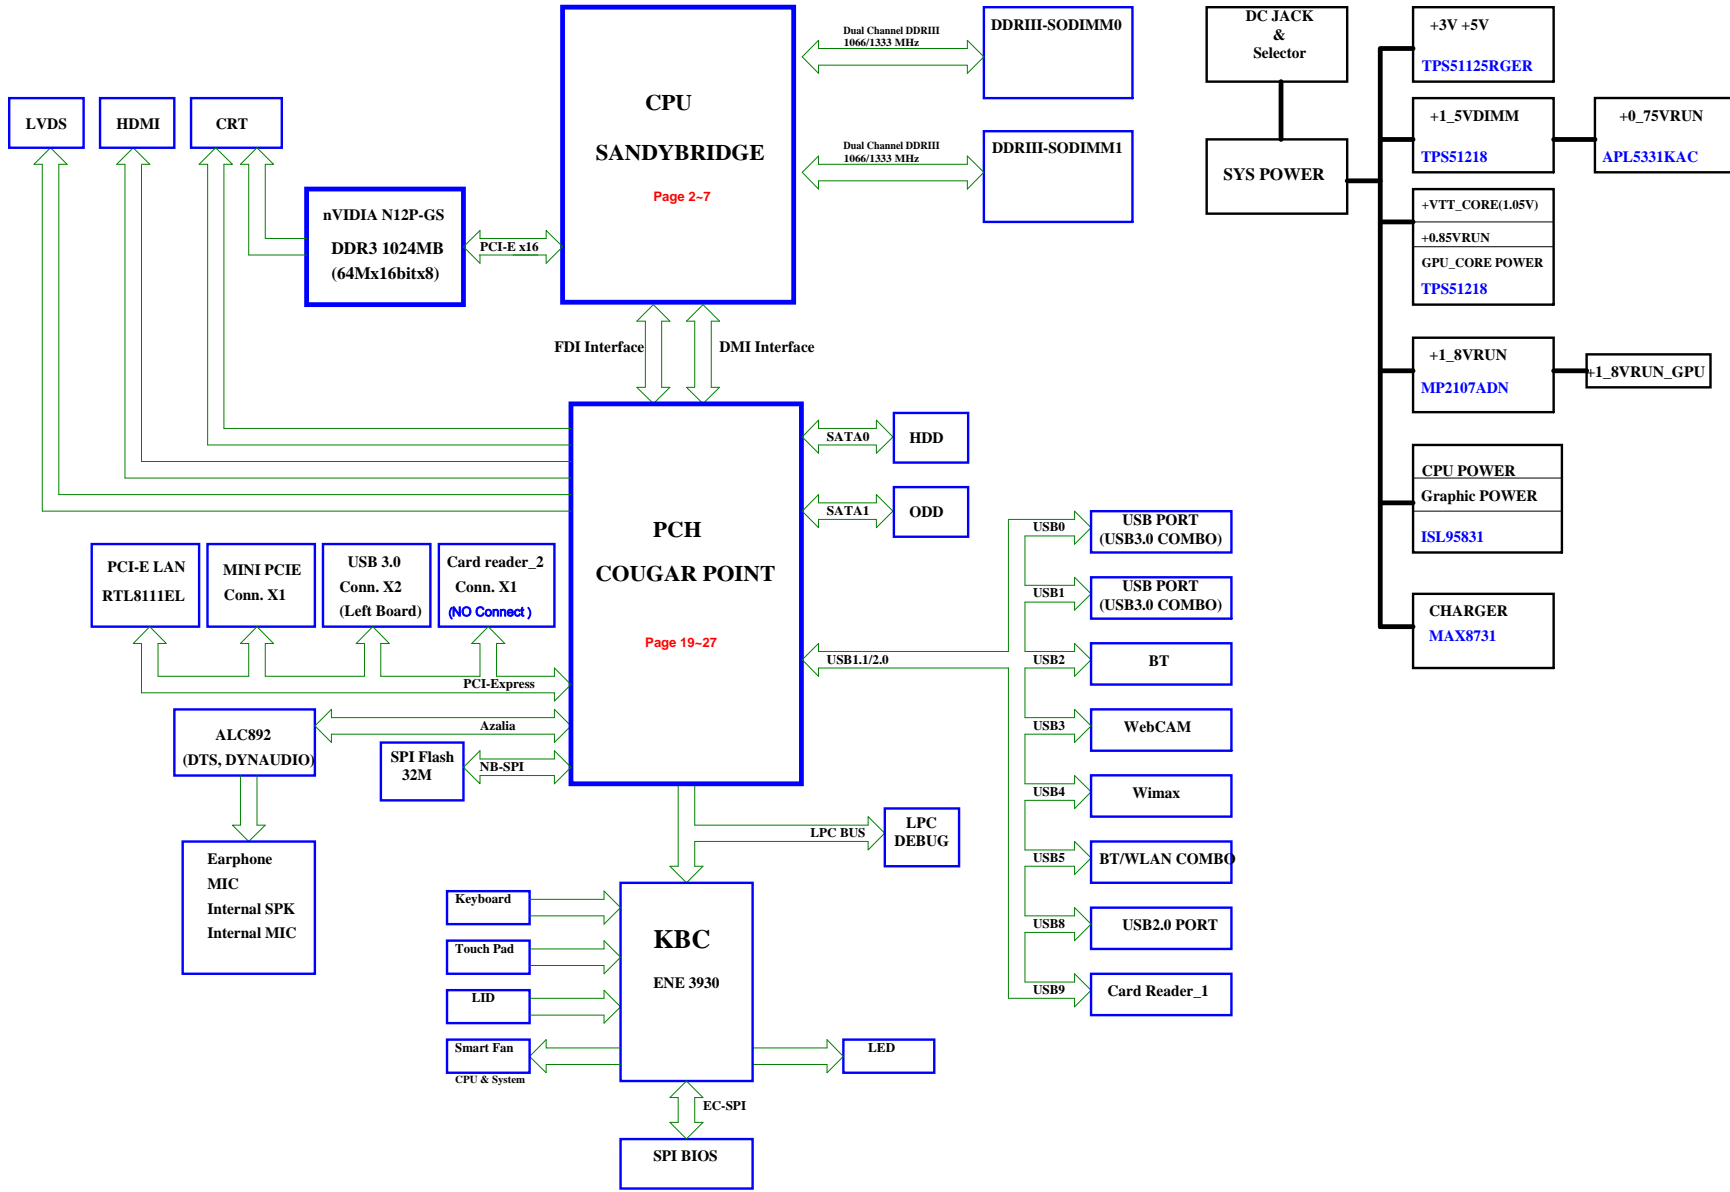 CPU
SANDYBRIDGE
Page 2~7
Dual Channel DDRIII
1066/1333 MHz
DDRIII-SODIMM0
Dual Channel DDRIII
1066/1333 MHz
DDRIII-SODIMM1
LVDS
HDMI
CRT
nVIDIA N12P-GS
DDR3 1024MB
(64Mx16bitx8)
PCI-E x16
FDI Interface
DMI Interface
PCH
COUGAR POINT
Page 19~27
SATA0
HDD
SATA1
ODD
PCI-E LAN
RTL8111EL
MINI PCIE
Conn. X1
USB 3.0
Conn. X2
(Left Board)
Card reader_2
Conn. X1
(NO Connect )
PCI-Express
Azalia
ALC892
(DTS, DYNAUDIO)
SPI Flash
32M
NB-SPI
Earphone
MIC
Internal SPK
Internal MIC
USB1.1/2.0
USB0
USB PORT
(USB3.0 COMBO)
USB1
USB PORT
(USB3.0 COMBO)
USB2
BT
USB3
WebCAM
USB4
Wimax
USB5
BT/WLAN COMBO
USB8
USB2.0 PORT
USB9
Card Reader_1
LPC BUS
LPC
DEBUG
Keyboard
Touch Pad
LID
Smart Fan
CPU & System
KBC
ENE 3930
LED
EC-SPI
SPI BIOS
DC JACK
&
Selector
SYS POWER
+3V +5V
TPS51125RGER
+1_5VDIMM
TPS51218
+0_75VRUN
APL5331KAC
+VTT_CORE(1.05V)
+0.85VRUN
GPU_CORE POWER
TPS51218
+1_8VRUN
MP2107ADN
+1_8VRUN_GPU
CPU POWER
Graphic POWER
ISL95831
CHARGER
MAX8731